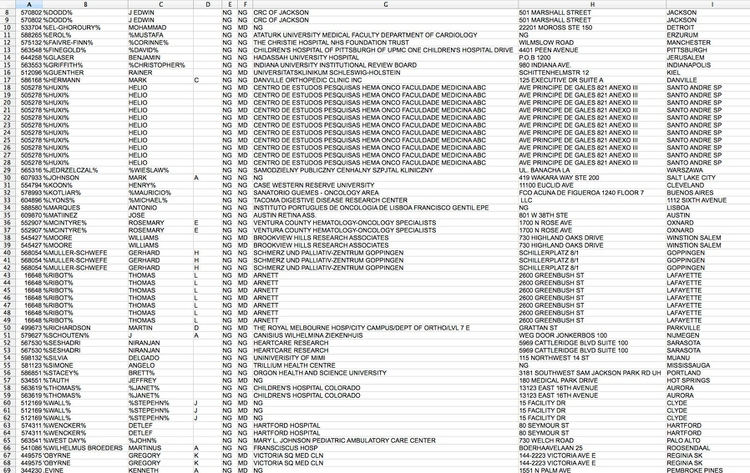 A B C D E F G H I
8 570802 %DODD% J EDWIN NG NG CRC OF JACKSON 501 MARSHALL STREET JACKSON
9 570802 %DODD% J EDWIN NG NG CRC OF JACKSON 501 MARSHALL STREET JACKSON
10 533704 %EL-GHOROURY% MOHAMMAD NG MD NG 22201 MOROSS STE 150 DETROIT
11 588265 %EROL% %MUSTAFA NG NG ATATURK UNIVERSITY MEDICAL FACULTY DEPARTMENT OF CARDIOLOGY NG ERZURUM
12 575132 %FAIVRE-FINN% %CORINNE% NG NG THE CHRISTIE HOSPITAL NHS FOUNDATION TRUST WILMSLOW ROAD MANCHESTER
13 563548 %FINEGOLD% %DAVID% NG NG CHILDREN'S HOSPITAL OF PITTSBURGH OF UPMC ONE CHILDRENS HOSPITAL DRIVE 4401 PEEN AVENUE PITTSBURGH
14 644258 %GLASER BENJAMIN NG NG HADASSAH UNIVERSITY HOSPITAL P.O.B 1200 JERUSALEM
15 563553 %GRIFFITH% %CHRISTOPHER% NG NG INDIANA UNIVERSITY INSTITUTIONAL REVIEW BOARD 980 INDIANA AVE. INDIANAPOLIS
16 512096 %GUENTHER RAINER NG MD UNIVERSITATSKLINIKUM SCHLESWIG-HOLSTEIN SCHITTENHELMSTR 12 KIEL
17 586168 %HERMANN MARK C NG MD DANVILLE ORTHOPEDIC CLINIC INC 125 EXECUTIVE DR SUITE A DANVILLE
18 505278 %HUXI% HELIO NG MD CENTRO DE ESTUDOS PESQUISAS HEMA ONCO FACULDADE MEDICINA ABC AVE PRINCIPE DE GALES 821 ANEXO III SANTO ANDRE SP
19 505278 %HUXI% HELIO NG MD CENTRO DE ESTUDOS PESQUISAS HEMA ONCO FACULDADE MEDICINA ABC AVE PRINCIPE DE GALES 821 ANEXO III SANTO ANDRE SP
20 505278 %HUXI% HELIO NG MD CENTRO DE ESTUDOS PESQUISAS HEMA ONCO FACULDADE MEDICINA ABC AVE PRINCIPE DE GALES 821 ANEXO III SANTO ANDRE SP
21 505278 %HUXI% HELIO NG MD CENTRO DE ESTUDOS PESQUISAS HEMA ONCO FACULDADE MEDICINA ABC AVE PRINCIPE DE GALES 821 ANEXO III SANTO ANDRE SP
22 505278 %HUXI% HELIO NG MD CENTRO DE ESTUDOS PESQUISAS HEMA ONCO FACULDADE MEDICINA ABC AVE PRINCIPE DE GALES 821 ANEXO III SANTO ANDRE SP
23 505278 %HUXI% HELIO NG MD CENTRO DE ESTUDOS PESQUISAS HEMA ONCO FACULDADE MEDICINA ABC AVE PRINCIPE DE GALES 821 ANEXO III SANTO ANDRE SP
24 505278 %HUXI% HELIO NG MD CENTRO DE ESTUDOS PESQUISAS HEMA ONCO FACULDADE MEDICINA ABC AVE PRINCIPE DE GALES 821 ANEXO III SANTO ANDRE SP
25 505278 %HUXI% HELIO NG MD CENTRO DE ESTUDOS PESQUISAS HEMA ONCO FACULDADE MEDICINA ABC AVE PRINCIPE DE GALES 821 ANEXO III SANTO ANDRE SP
26 505278 %HUXI% HELIO NG MD CENTRO DE ESTUDOS PESQUISAS HEMA ONCO FACULDADE MEDICINA ABC AVE PRINCIPE DE GALES 821 ANEXO III SANTO ANDRE SP
27 505278 %HUXI% HELIO NG MD CENTRO DE ESTUDOS PESQUISAS HEMA ONCO FACULDADE MEDICINA ABC AVE PRINCIPE DE GALES 821 ANEXO III SANTO ANDRE SP
28 505278 %HUXI% HELIO NG MD CENTRO DE ESTUDOS PESQUISAS HEMA ONCO FACULDADE MEDICINA ABC AVE PRINCIPE DE GALES 821 ANEXO III SANTO ANDRE SP
29 565316 %JEDRZELCZAL% %WIESLAW% NG NG SAMODZIELNY PUBLICZNY CENHALNY SZPJTAL KLINICZNY UL. BANACHA LA WARSZAWA
30 607933 %JOHNSON MARK A NG MD NG 419 WAKARA WAY STE 200 SALT LAKE CITY
31 554794 %KOON% HENRY% NG NG CASE WESTERN RESERVE UNIVERSITY 11100 EUCLID AVE CLEVELAND
32 578993 %KOTLIAR% %MAURICIO% NG NG SANATORIO GUEMES - ONCOLOGY AREA FCO ACUNA DE FIGUEROA 1240 FLOOR 7 BUENOS AIRES
33 604896 %LYONS% %MICHAEL% NG NG TACOMA DIGESTIVE DISEASE RESEARCH CENTER LLC 1112 SIXTH AVENUE
34 588580 %MARQUES ANTONIO NG NG INSTITUTO PORTUGUES DE ONCOLOGIA DE LISBOA FRANCISCO GENTIL EPE NG LISBOA
35 609870 %MATIINEZ JOSE NG NG AUSTIN RETINA ASS. 801 W 38TH STE AUSTIN
36 552907 %MCINTYRE% ROSEMARY E NG NG VENTURA COUNTY HEMATOLOGY-ONCOLOGY SPECIALISTS 1700 N ROSE AVE OXNARD
37 552907 %MCINTYRE% ROSEMARY E NG NG VENTURA COUNTY HEMATOLOGY-ONCOLOGY SPECIALISTS 1700 N ROSE AVE OXNARD
38 545427 %MOORE WILLIAMS NG MD BROOKVIEW HILLS RESEARCH ASSOCIATES 730 HIGHLAND OAKS DRIVE WINSTION SALEM
39 545427 %MOORE WILLIAMS NG MD BROOKVIEW HILLS RESEARCH ASSOCIATES 730 HIGHLAND OAKS DRIVE WINSTION SALEM
40 568054 %MULLER-SCHWEFE GERHARD H NG NG SCHMERZ UND PALLIATIV-ZENTRUM GOPPINGEN SCHILLERPLATZ 8/1 GOPPINGEN
41 568054 %MULLER-SCHWEFE GERHARD H NG NG SCHMERZ UND PALLIATIV-ZENTRUM GOPPINGEN SCHILLERPLATZ 8/1 GOPPINGEN
42 568054 %MULLER-SCHWEFE GERHARD H NG NG SCHMERZ UND PALLIATIV-ZENTRUM GOPPINGEN SCHILLERPLATZ 8/1 GOPPINGEN
43 16648 %RIBOT% THOMAS L NG MD ARNETT 2600 GREENBUSH ST LAFAYETTE
44 16648 %RIBOT% THOMAS L NG MD ARNETT 2600 GREENBUSH ST LAFAYETTE
45 16648 %RIBOT% THOMAS L NG MD ARNETT 2600 GREENBUSH ST LAFAYETTE
46 16648 %RIBOT% THOMAS L NG MD ARNETT 2600 GREENBUSH ST LAFAYETTE
47 16648 %RIBOT% THOMAS L NG MD ARNETT 2600 GREENBUSH ST LAFAYETTE
48 16648 %RIBOT% THOMAS L NG MD ARNETT 2600 GREENBUSH ST LAFAYETTE
49 16648 %RIBOT% THOMAS L NG MD ARNETT 2600 GREENBUSH ST LAFAYETTE
50 499673 %RICHARDSON MARTIN D NG MD THE ROYAL MELBOURNE HOSP/CITY CAMPUS/DEPT OF ORTHO/LVL 7 E GRATTAN ST PARKVILLE
51 579827 %SCHOUTEN% J A NG NG CANISIUS WILHELMINA ZIEKENHUIS WEG DOOR JONKERBOS 100 NIJMEGEN
52 567530 %SESHADRI NIRANJAN NG MD HEARTCARE RESEARCH 5969 CATTLERIDGE BLVD SUITE 100 SARASOTA
53 567530 %SESHADRI NIRANJAN NG MD HEARTCARE RESEARCH 5969 CATTLERIDGE BLVD SUITE 100 SARASOTA
54 598132 %SILVIA DELGADO NG MD UNIVERISITY OF MIMI 115 NORTHWEST 14 ST MIJANU
55 581123 %SIMONE ANGELO NG NG TRILLIUM HEALTH CENTRE NG MISSISSAUGA
56 566851 %STACEY% BRETT% NG NG ORGON HEALTH AND SCIENCE UNIVERSITY 3181 SOUTHWEST SAM JACKSON PARK RD UH PORTLAND
57 534551 %TAUTH JEFFREY NG MD NG 180 MEDICAL PARK DRIVE HOT SPRINGS
58 563619 %THOMAS% %JANET% NG NG CHILDREN'S HOSPITAL COLORADO 13123 EAST 16TH AVENUE AURORA
59 563619 %THOMAS% %JANET% NG NG CHILDREN'S HOSPITAL COLORADO 13123 EAST 16TH AVENUE AURORA
60 512169 %WALL% %STEPEHN% J NG MD NG 15 FACILITY DR CLYDE
61 512169 %WALL% %STEPEHN% J NG MD NG 15 FACILITY DR CLYDE
62 512169 %WALL% %STEPEHN% J NG MD NG 15 FACILITY DR CLYDE
63 574311 %WENCKER% DETLEF NG NG HARTFORD HOSPITAL 80 SEYMOUR ST HARTFORD
64 574311 %WENCKER% DETLEF NG NG HARTFORD HOSPITAL 80 SEYMOUR ST HARTFORD
65 563541 %WEST DAY% %JOHN% NG NG MARY L. JOHNSON PEDIATRIC AMBULATORY CARE CENTER 730 WELCH ROAD PALO ALTO
66 541086 %WILHELMUS BROEDERS MARTINUS A NG NG FRANSCISCUS HOSP BOERHAAVELAAN 25 ROOSENDAAL
67 449575 'OBYRNE GREGORY K NG MD VICTORIA SQ MED CLN 144-2223 VICTORIA AVE E REGINIA SK
68 449575 'OBYRNE GREGORY K NG MD VICTORIA SQ MED CLN 144-2223 VICTORIA AVE E REGINIA SK
69 344230 .EVINE KENNETH A NG MD NG 1551 N PALM AVE PEMBROKE PINES